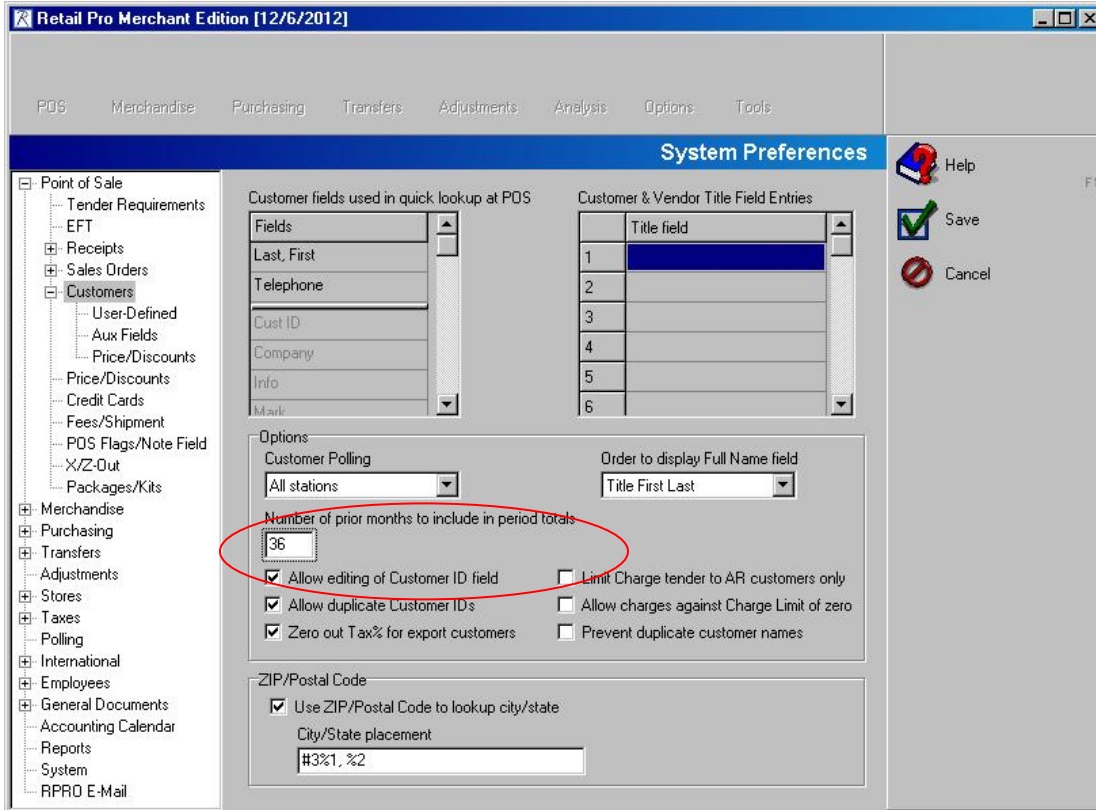 Retail Pro Merchant Edition [12/6/2012]
POS Merchandise Purchasing Transfers Adjustments Analysis Options Tools
System Preferences
Point of Sale
Tender Requirements
EFT
Receipts
Sales Orders
Customers
User-Defined
Aux Fields
Price/Discounts
Price/Discounts
Credit Cards
Fees/Shipment
POS Flags/Note Field
X/Z-Out
Packages/Kits
Merchandise
Purchasing
Transfers
Adjustments
Stores
Taxes
Polling
International
Employees
General Documents
Accounting Calendar
Reports
System
RPRO E-Mail
Customer fields used in quick lookup at POS
Fields
Last, First
Telephone
Cust ID
Company
Info
Mark
Customer & Vendor Title Field Entries
Title field
1
2
3
4
5
6
Options
Customer Polling
All stations
Order to display Full Name field
Title First Last
Number of prior months to include in period totals
36
Allow editing of Customer ID field
Limit Charge tender to AR customers only
Allow duplicate Customer IDs
Allow charges against Charge Limit of zero
Zero out Tax% for export customers
Prevent duplicate customer names
ZIP/Postal Code
Use ZIP/Postal Code to lookup city/state
City/State placement
#3%1, %2
Help
Save
Cancel